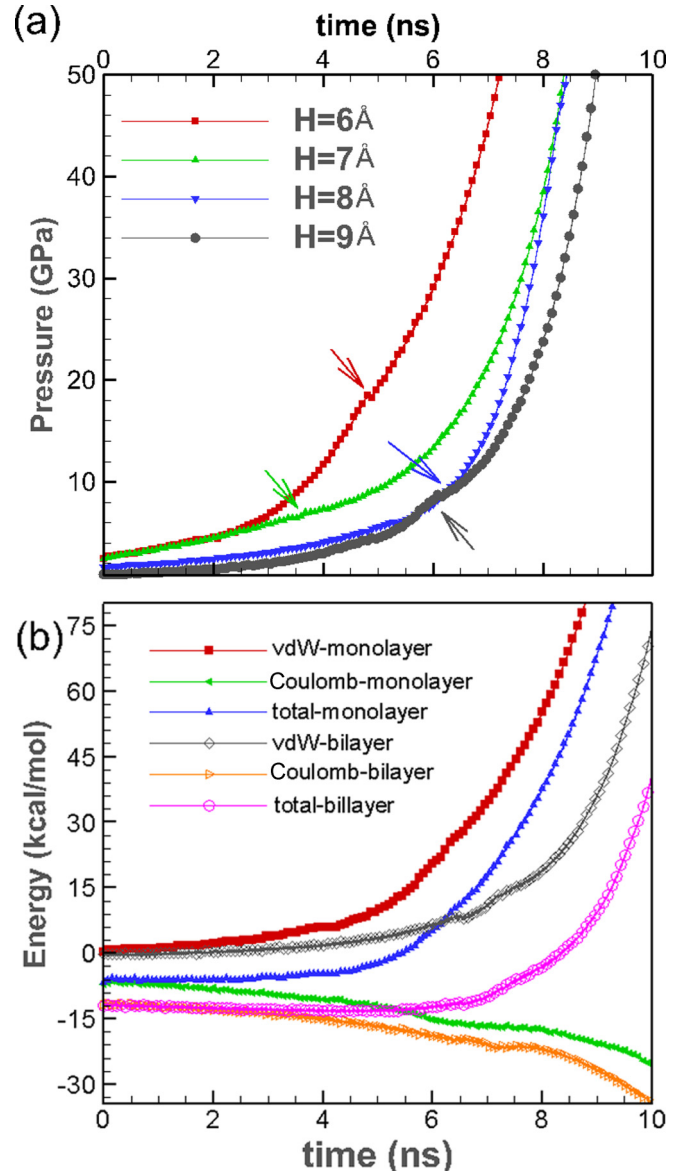 (a)
time (ns)
0 2 4 6 8 10
50
40
30
20
10
Pressure (GPa)
H=6Å
H=7Å
H=8Å
H=9Å
(b)
75
60
45
30
15
0
-15
-30
Energy (kcal/mol)
vdW-monolayer
Coulomb-monolayer
total-monolayer
vdW-bilayer
Coulomb-bilayer
total-billayer
0 2 4 6 8 10
time (ns)